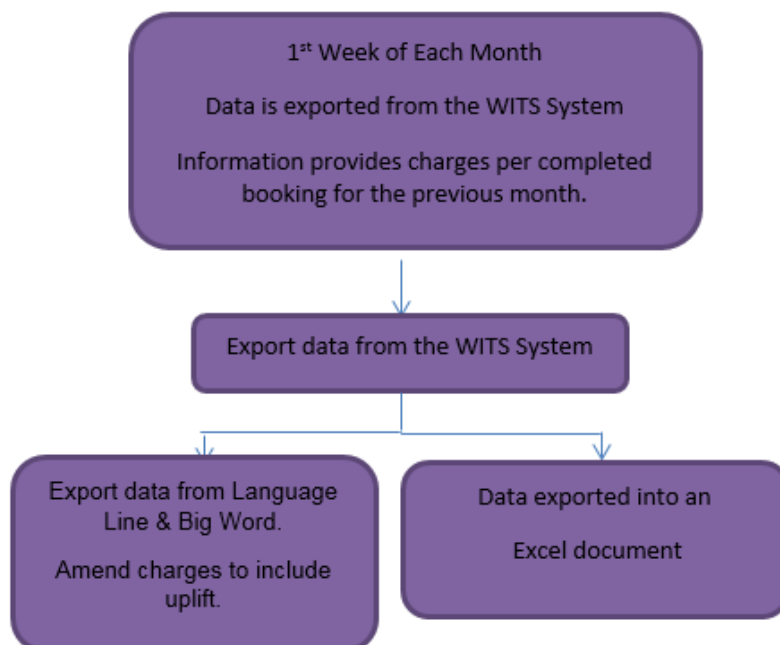 1st Week of Each Month
Data is exported from the WITS System
Information provides charges per completed
booking for the previous month.
Export data from the WITS System
Export data from Language
Line & Big Word.
Amend charges to include
uplift.
Data exported into an
Excel document